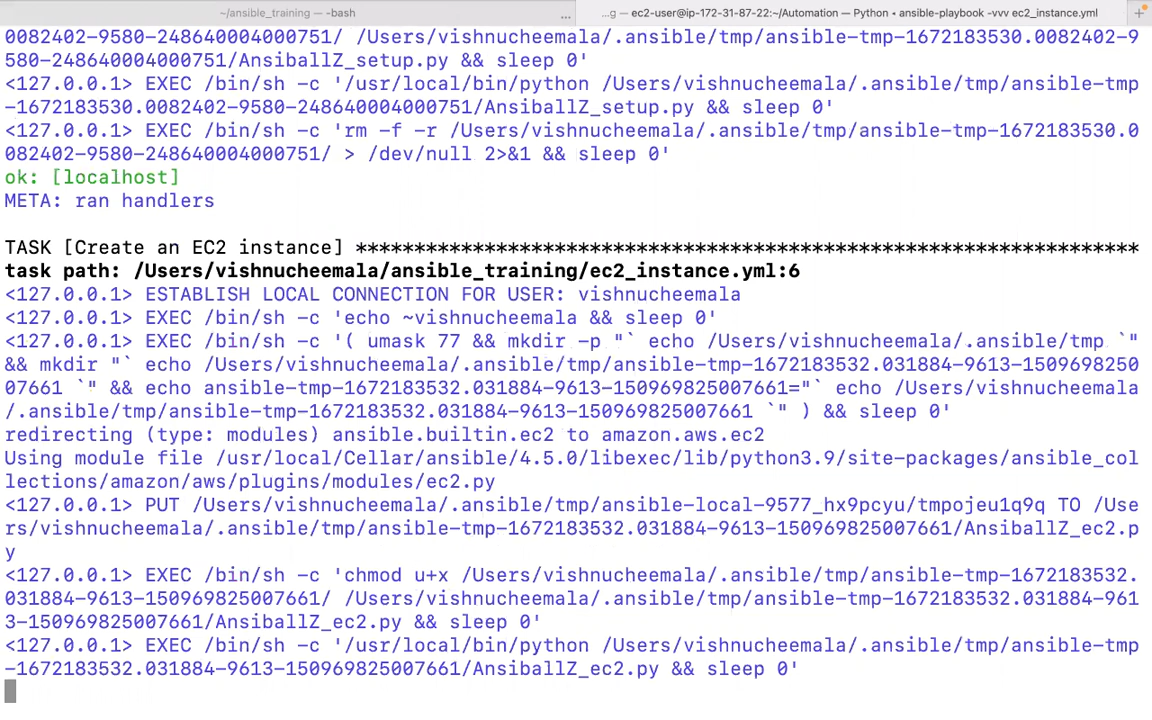 ~/ansible_training — -bash
...
...g — ec2-user@ip-172-31-87-22:~/Automation — Python • ansible-playbook -vvv ec2_instance.yml
+
0082402-9580-248640004000751/ /Users/vishnucheemala/.ansible/tmp/ansible-tmp-1672183530.0082402-9
580-248640004000751/AnsiballZ_setup.py && sleep 0'
<127.0.0.1> EXEC /bin/sh -c '/usr/local/bin/python /Users/vishnucheemala/.ansible/tmp/ansible-tmp
-1672183530.0082402-9580-248640004000751/AnsiballZ_setup.py && sleep 0'
<127.0.0.1> EXEC /bin/sh -c 'rm -f -r /Users/vishnucheemala/.ansible/tmp/ansible-tmp-1672183530.0
082402-9580-248640004000751/ > /dev/null 2>&1 && sleep 0'
ok: [localhost]
META: ran handlers
TASK [Create an EC2 instance] *******************************************************************
task path: /Users/vishnucheemala/ansible_training/ec2_instance.yml:6
<127.0.0.1> ESTABLISH LOCAL CONNECTION FOR USER: vishnucheemala
<127.0.0.1> EXEC /bin/sh -c 'echo ~vishnucheemala && sleep 0'
<127.0.0.1> EXEC /bin/sh -c '( umask 77 && mkdir -p "` echo /Users/vishnucheemala/.ansible/tmp `"
&& mkdir "` echo /Users/vishnucheemala/.ansible/tmp/ansible-tmp-1672183532.031884-9613-1509698250
07661 `" && echo ansible-tmp-1672183532.031884-9613-150969825007661="` echo /Users/vishnucheemala
/.ansible/tmp/ansible-tmp-1672183532.031884-9613-150969825007661 `" ) && sleep 0'
redirecting (type: modules) ansible.builtin.ec2 to amazon.aws.ec2
Using module file /usr/local/Cellar/ansible/4.5.0/libexec/lib/python3.9/site-packages/ansible_col
lections/amazon/aws/plugins/modules/ec2.py
<127.0.0.1> PUT /Users/vishnucheemala/.ansible/tmp/ansible-local-9577_hx9pcyu/tmpojeu1q9q TO /Use
rs/vishnucheemala/.ansible/tmp/ansible-tmp-1672183532.031884-9613-150969825007661/AnsiballZ_ec2.p
y
<127.0.0.1> EXEC /bin/sh -c 'chmod u+x /Users/vishnucheemala/.ansible/tmp/ansible-tmp-1672183532.
031884-9613-150969825007661/ /Users/vishnucheemala/.ansible/tmp/ansible-tmp-1672183532.031884-961
3-150969825007661/AnsiballZ_ec2.py && sleep 0'
<127.0.0.1> EXEC /bin/sh -c '/usr/local/bin/python /Users/vishnucheemala/.ansible/tmp/ansible-tmp
-1672183532.031884-9613-150969825007661/AnsiballZ_ec2.py && sleep 0'